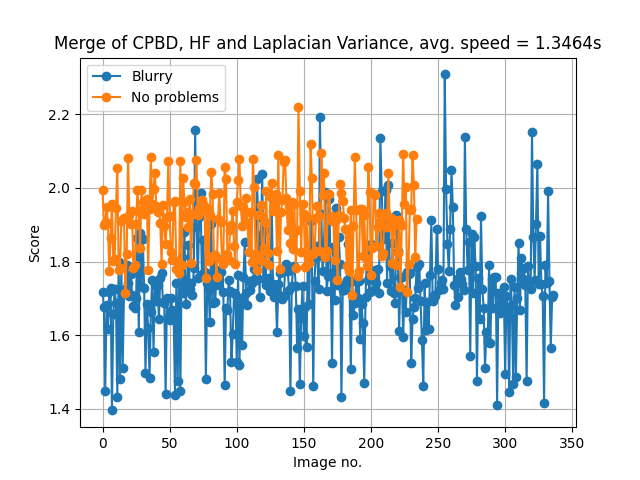 Merge of CPBD, HF and Laplacian Variance, avg. speed = 1.3464s
Blurry
No problems
Score
2.2
2.0
1.8
1.6
1.4
0 50 100 150 200 250 300 350
Image no.